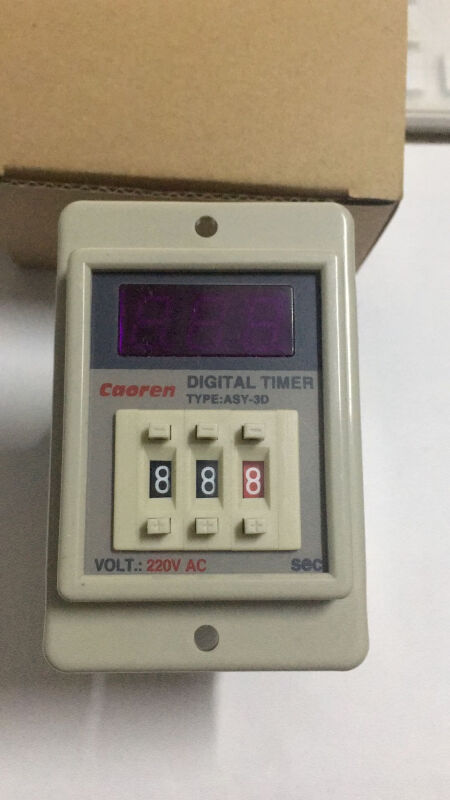 Caoren
DIGITAL TIMER
TYPE:ASY-3D
− − −
8 8 8
+ + +
VOLT.: 220V AC
sec